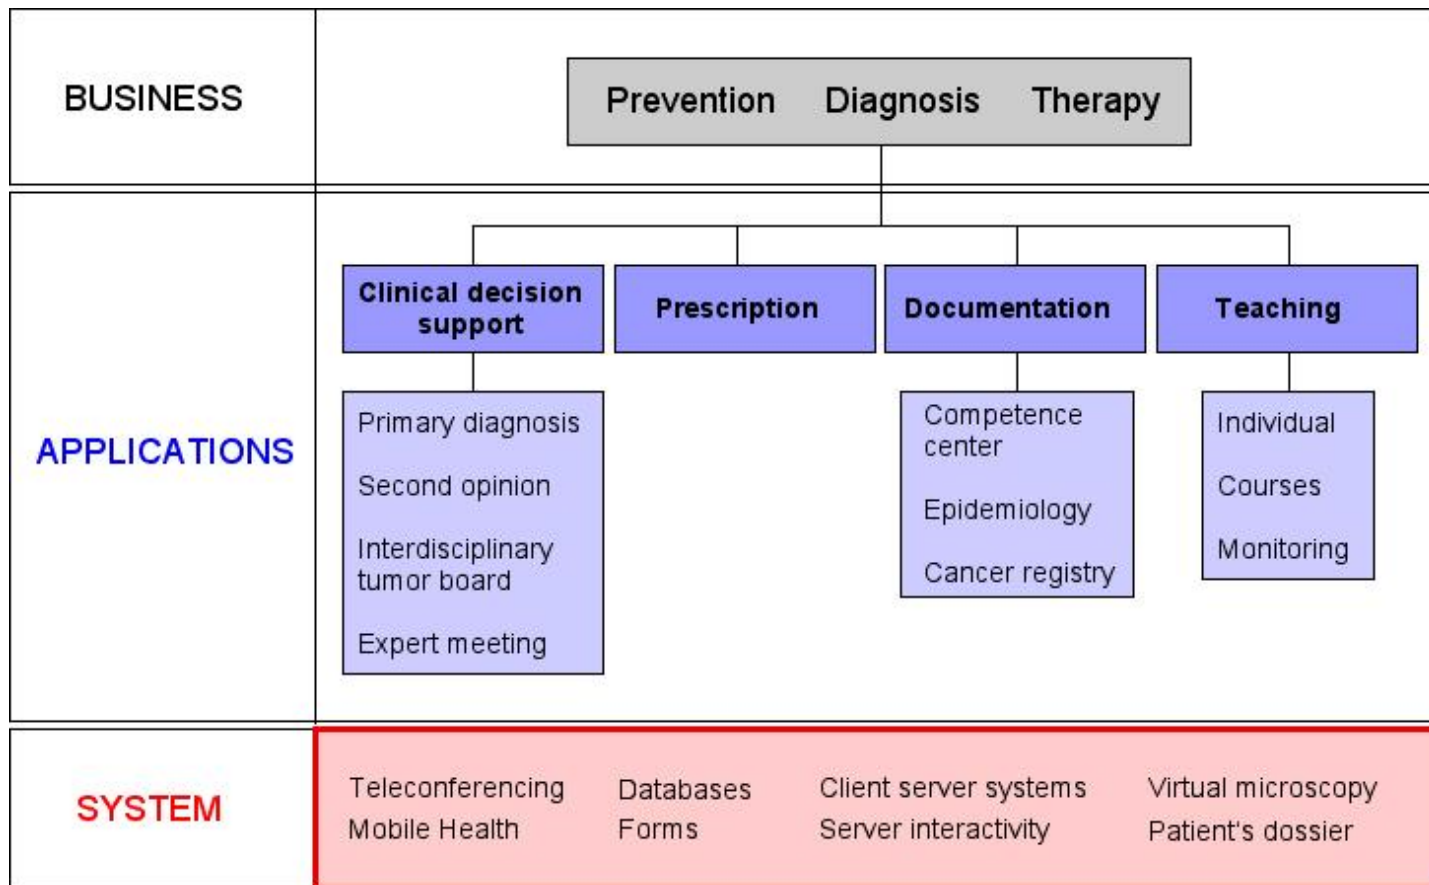 BUSINESS
Prevention Diagnosis Therapy
APPLICATIONS
Clinical decision
support
Prescription
Documentation
Teaching
Primary diagnosis
Second opinion
Interdisciplinary
tumor board
Expert meeting
Competence
center
Epidemiology
Cancer registry
Individual
Courses
Monitoring
SYSTEM
Teleconferencing
Mobile Health
Databases
Forms
Client server systems
Server interactivity
Virtual microscopy
Patient's dossier